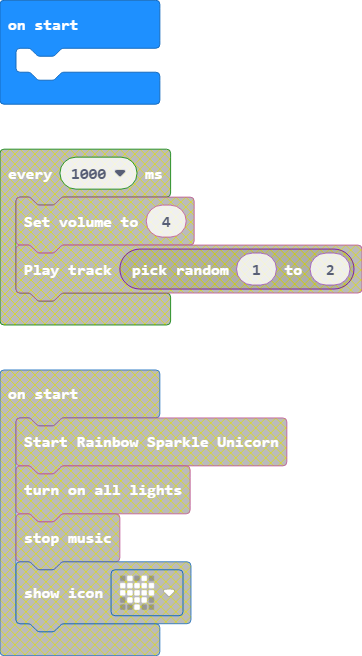 on start
every 1000 ms
Set volume to 4
Play track pick random 1 to 2
on start
Start Rainbow Sparkle Unicorn
turn on all lights
stop music
show icon